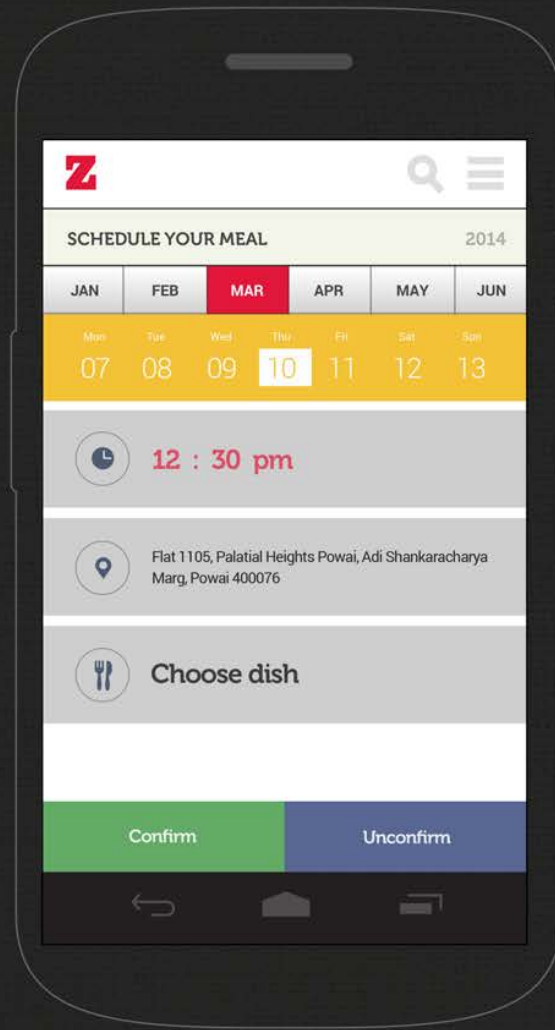 Z
SCHEDULE YOUR MEAL 2014
JAN FEB MAR APR MAY JUN
Mon Tue Wed Thu Fri Sat Sun
07 08 09 10 11 12 13
12 : 30 pm
Flat 1105, Palatial Heights Powai, Adi Shankaracharya
Marg, Powai 400076
Choose dish
Confirm Unconfirm